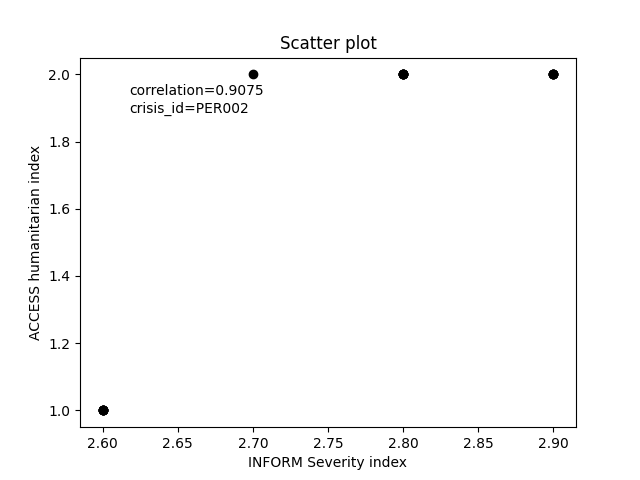 Scatter plot
2.0
correlation=0.9075
crisis_id=PER002
1.8
1.6
ACCESS humanitarian index
1.4
1.2
1.0
2.60 2.65 2.70 2.75 2.80 2.85 2.90
INFORM Severity index